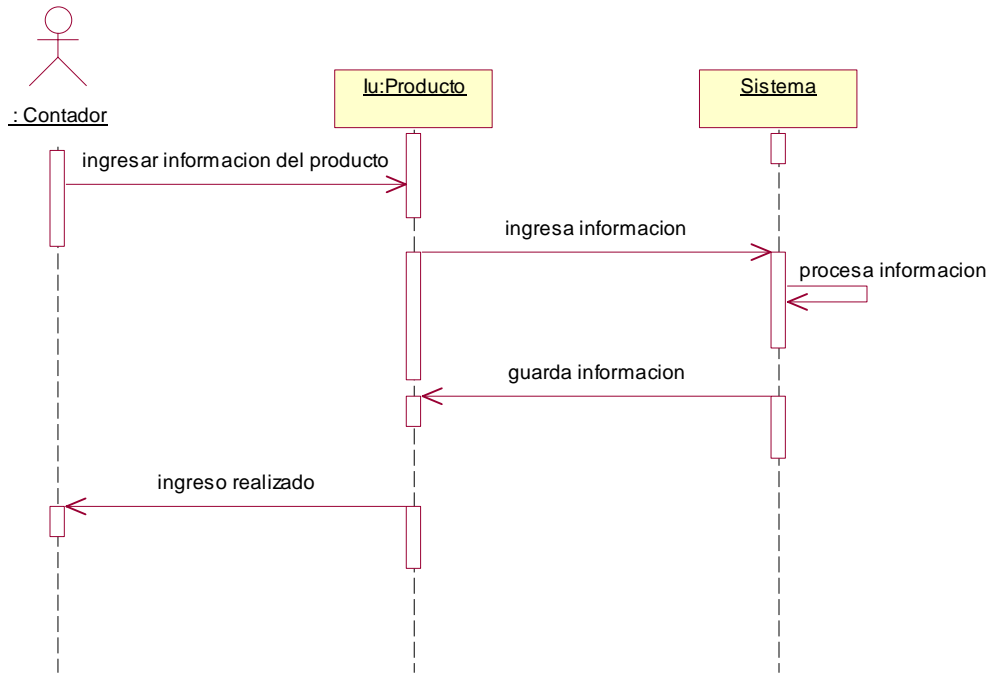 : Contador
Iu:Producto
Sistema
ingresar informacion del producto
ingresa informacion
procesa informacion
guarda informacion
ingreso realizado